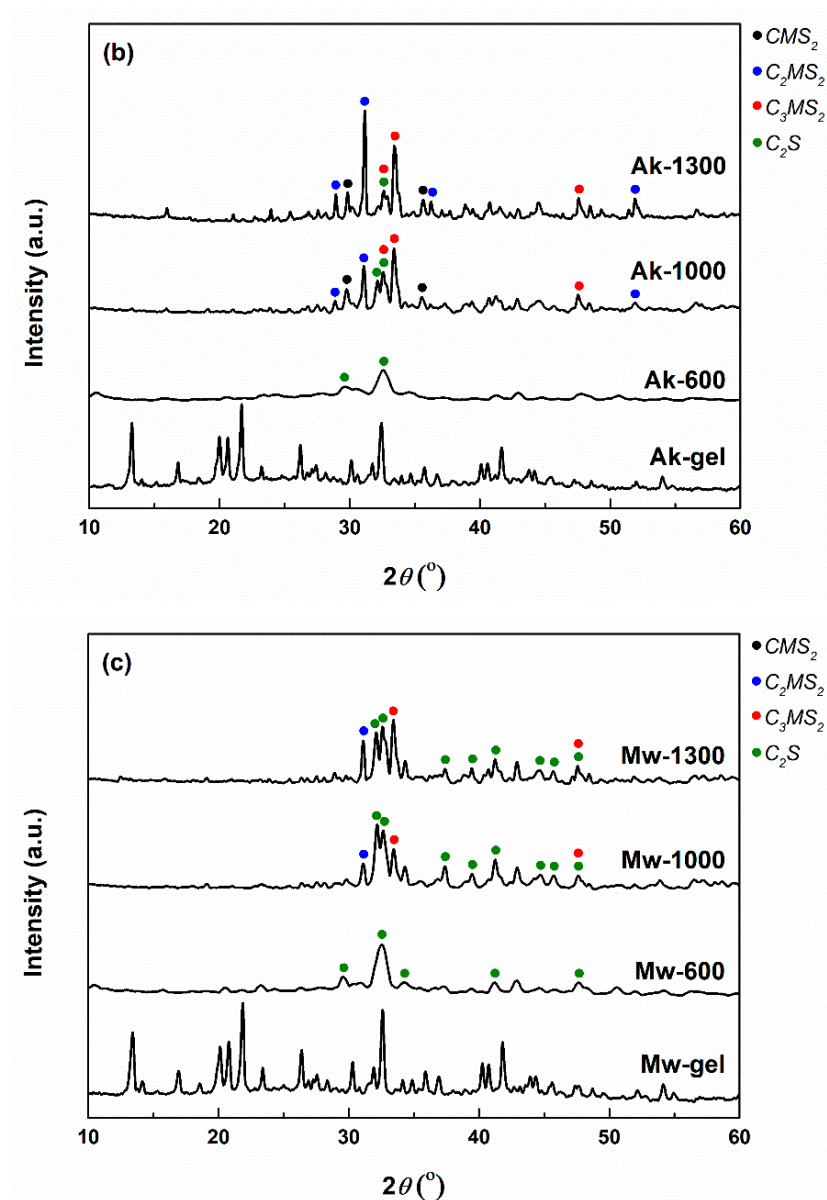 (b)
CMS₂
C₂MS₂
C₃MS₂
C₂S
Ak-1300
Ak-1000
Ak-600
Ak-gel
Intensity (a.u.)
10 20 30 40 50 60
2θ (°)
(c)
CMS₂
C₂MS₂
C₃MS₂
C₂S
Mw-1300
Mw-1000
Mw-600
Mw-gel
Intensity (a.u.)
10 20 30 40 50 60
2θ (°)